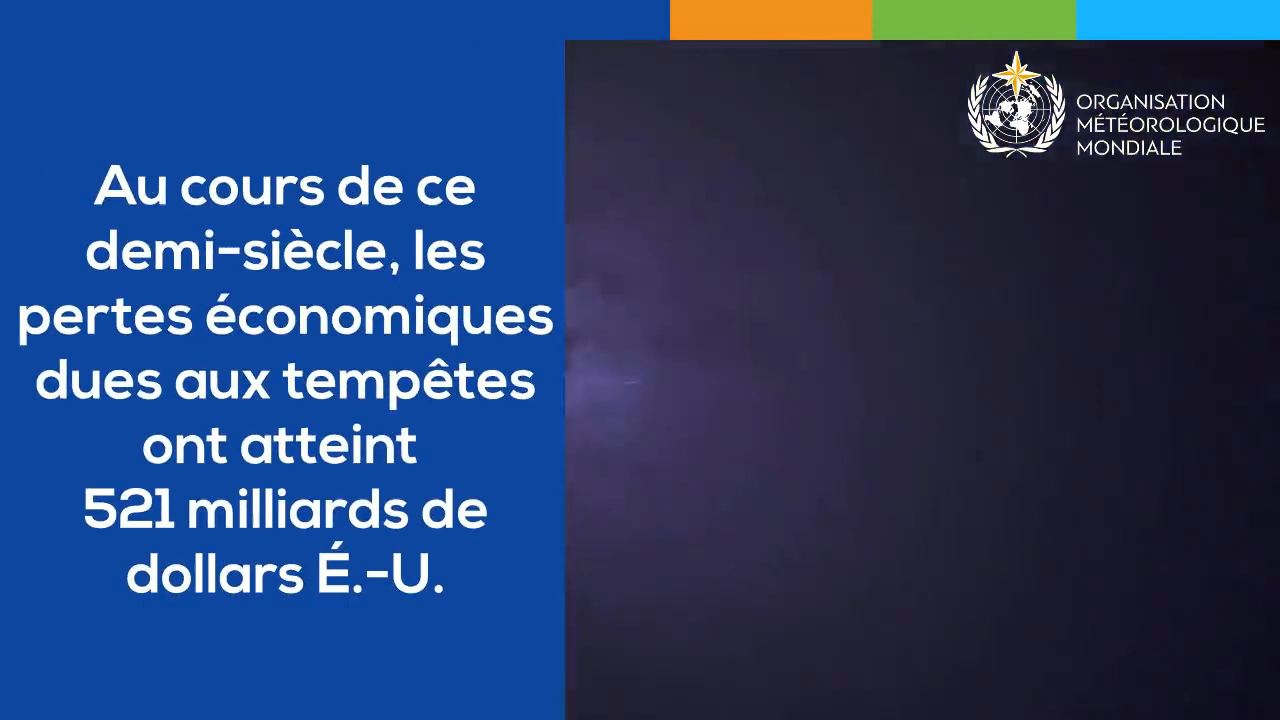 Au cours de ce
demi-siècle, les
pertes économiques
dues aux tempêtes
ont atteint
521 milliards de
dollars É.-U.
ORGANISATION
MÉTÉOROLOGIQUE
MONDIALE